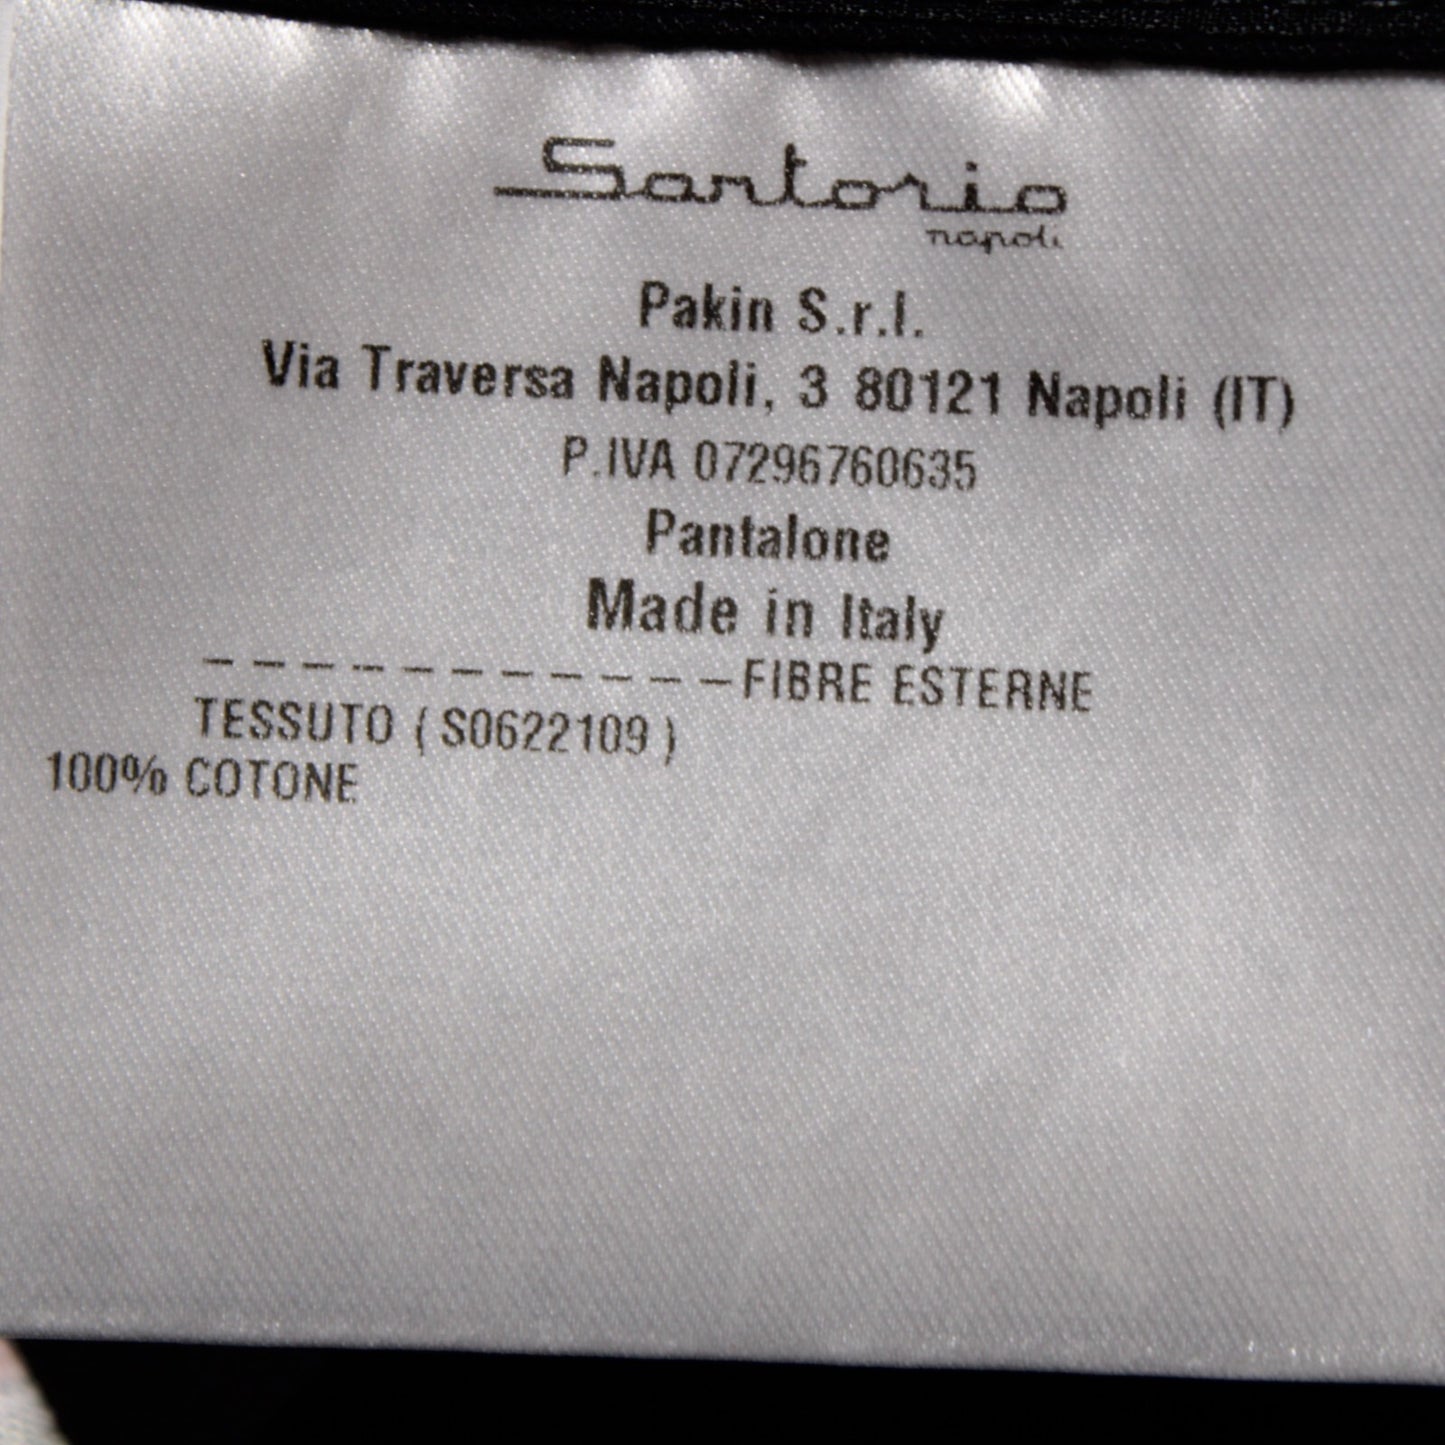 Sartorio
napoli
Pakin S.r.l.
Via Traversa Napoli, 3 80121 Napoli (IT)
P.IVA 07296760635
Pantalone
Made in Italy
-----------FIBRE ESTERNE
TESSUTO (S0622109)
100% COTONE